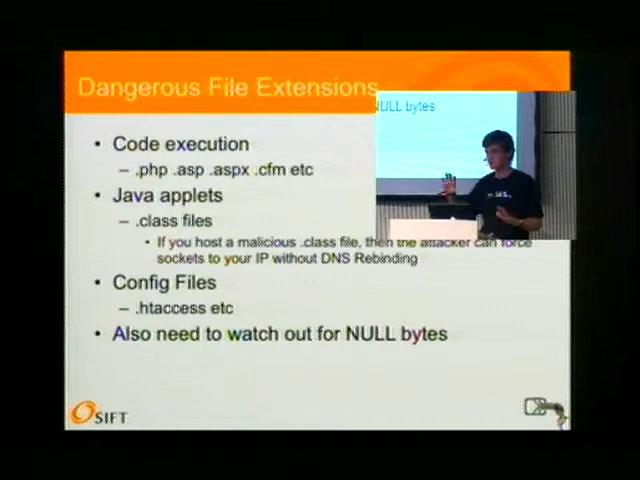 Dangerous File Extensions
NULL bytes
• Code execution
– .php .asp .aspx .cfm etc
• Java applets
– .class files
• If you host a malicious .class file, then the attacker can force
sockets to your IP without DNS Rebinding
• Config Files
– .htaccess etc
• Also need to watch out for NULL bytes
SIFT